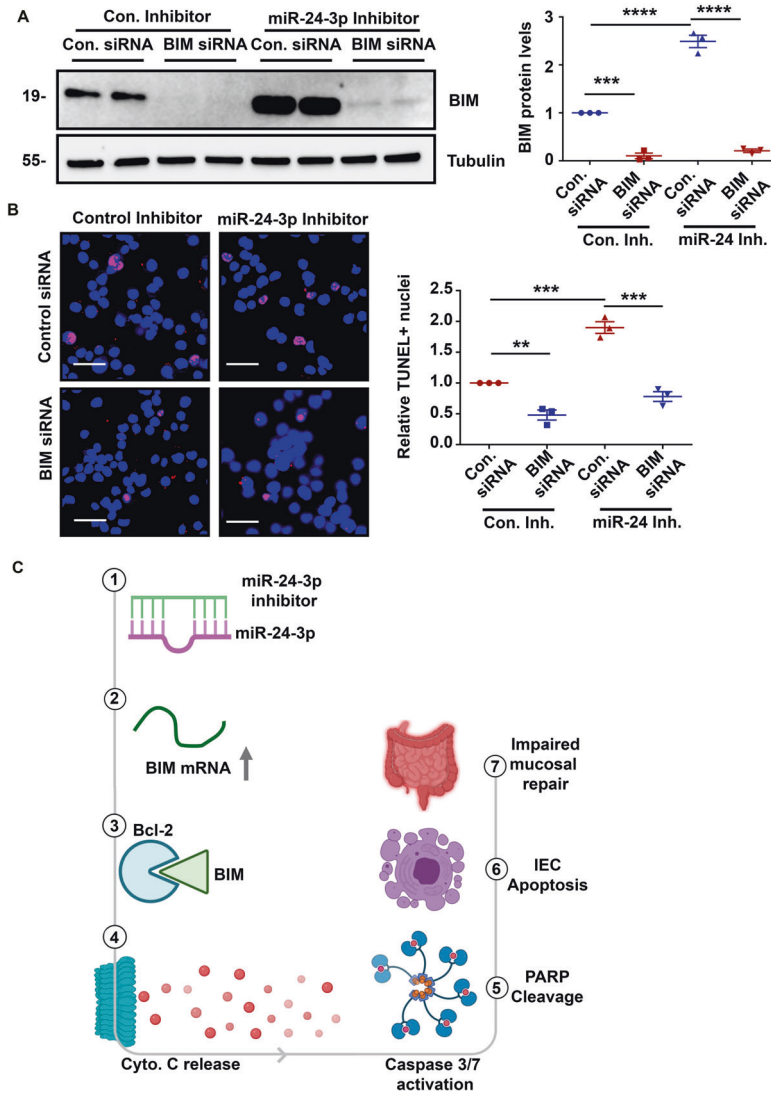 A
Con. Inhibitor
miR-24-3p Inhibitor
Con. siRNA
BIM siRNA
Con. siRNA
BIM siRNA
19-
BIM
55-
Tubulin
BIM protein lvels
3
2
1
0
****
****
***
Con. siRNA
BIM siRNA
Con. siRNA
BIM siRNA
Con. Inh.
miR-24 Inh.
B
Control Inhibitor
miR-24-3p Inhibitor
Control siRNA
BIM siRNA
Relative TUNEL+ nuclei
2.5
2.0
1.5
1.0
0.5
0.0
***
***
**
Con. siRNA
BIM siRNA
Con. siRNA
BIM siRNA
Con. Inh.
miR-24 Inh.
C
1
miR-24-3p
inhibitor
miR-24-3p
2
BIM mRNA
3
Bcl-2
BIM
4
Cyto. C release
Caspase 3/7
activation
5
PARP
Cleavage
6
IEC
Apoptosis
7
Impaired
mucosal
repair